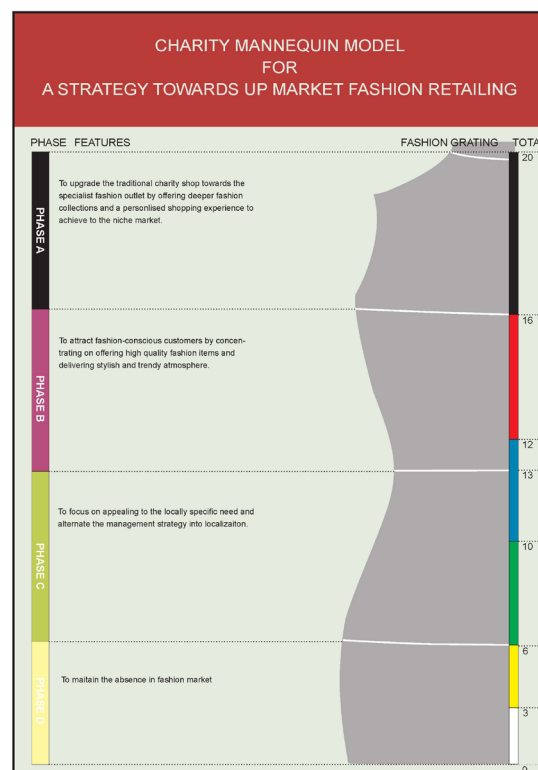 CHARITY MANNEQUIN MODEL
FOR
A STRATEGY TOWARDS UP MARKET FASHION RETAILING
PHASE FEATURES FASHION GRATING TOTA
20
PHASE A
To upgrade the traditional charity shop towards the
specialist fashion outlet by offering deeper fashion
collections and a personlised shopping experience to
achieve to the niche market.
16
PHASE B
To attract fashion-conscious customers by concen-
trating on offering high quality fashion items and
delivering stylish and trendy atmosphere.
12
13
PHASE C
To focus on appealing to the locally specific need and
alternate the management strategy into localizaiton.
10
6
PHASE D
To maitain the absence in fashion market
3